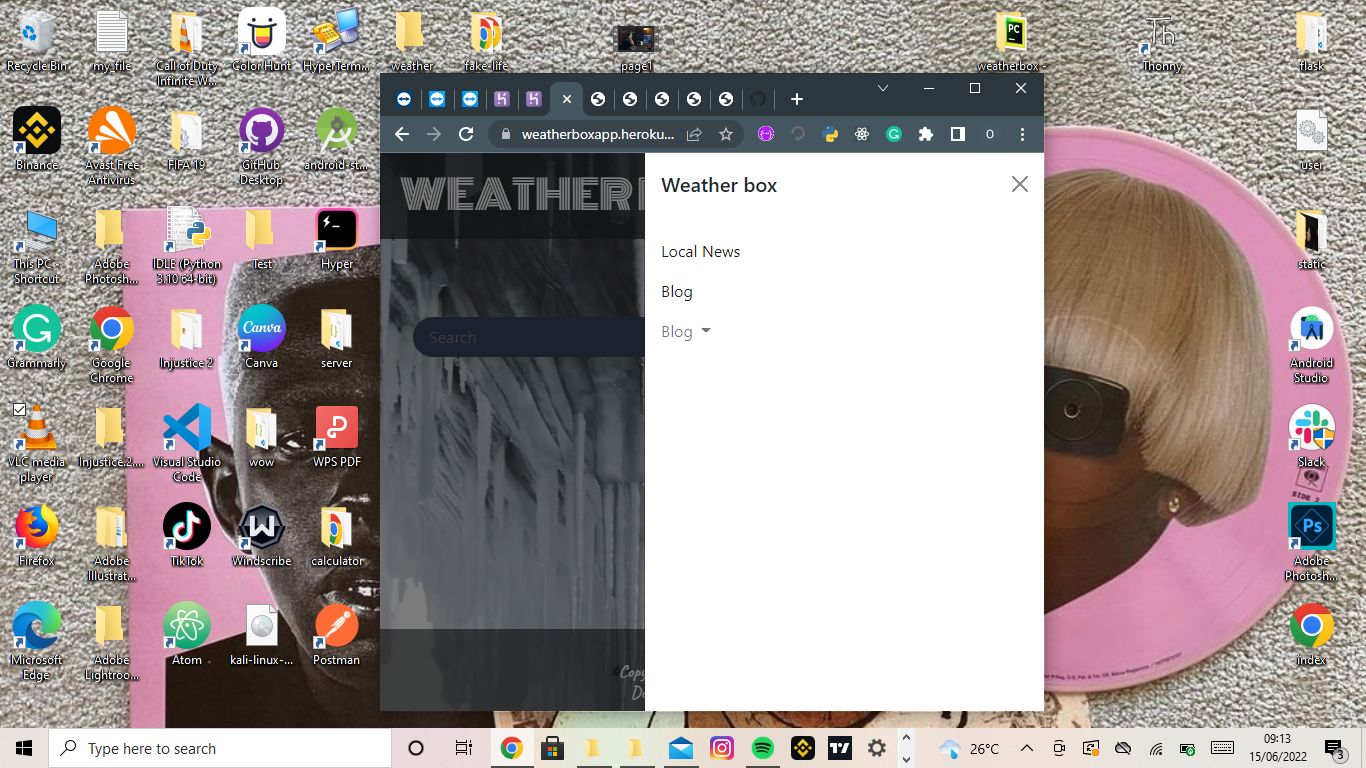 Recycle Bin
my_file
Call of Duty
Infinite W...
Color Hunt
HyperTerm...
weather
fake-life
page1
weatherbox -
Thonny
flask
Binance
Avast Free
Antivirus
FIFA 19
GitHub
Desktop
android-st...
user
This PC -
Shortcut
Adobe
Photosh...
IDLE (Python
3.10 64-bit)
Test
Hyper
static
Grammarly
Google
Chrome
Injustice 2
Canva
server
Android
Studio
VLC media
player
Injustice.2....
Visual Studio
Code
wow
WPS PDF
Slack
SIDE 2
Firefox
Adobe
Illustrat...
TikTok
Windscribe
calculator
Adobe
Photosh...
Microsoft
Edge
Adobe
Lightroo...
Atom
kali-linux-...
Postman
index
weatherboxapp.heroku...
O
WEATHER
Weather box
Local News
Blog
Blog
Search
©Copy
De
Type here to search
26°C
09:13
15/06/2022
3